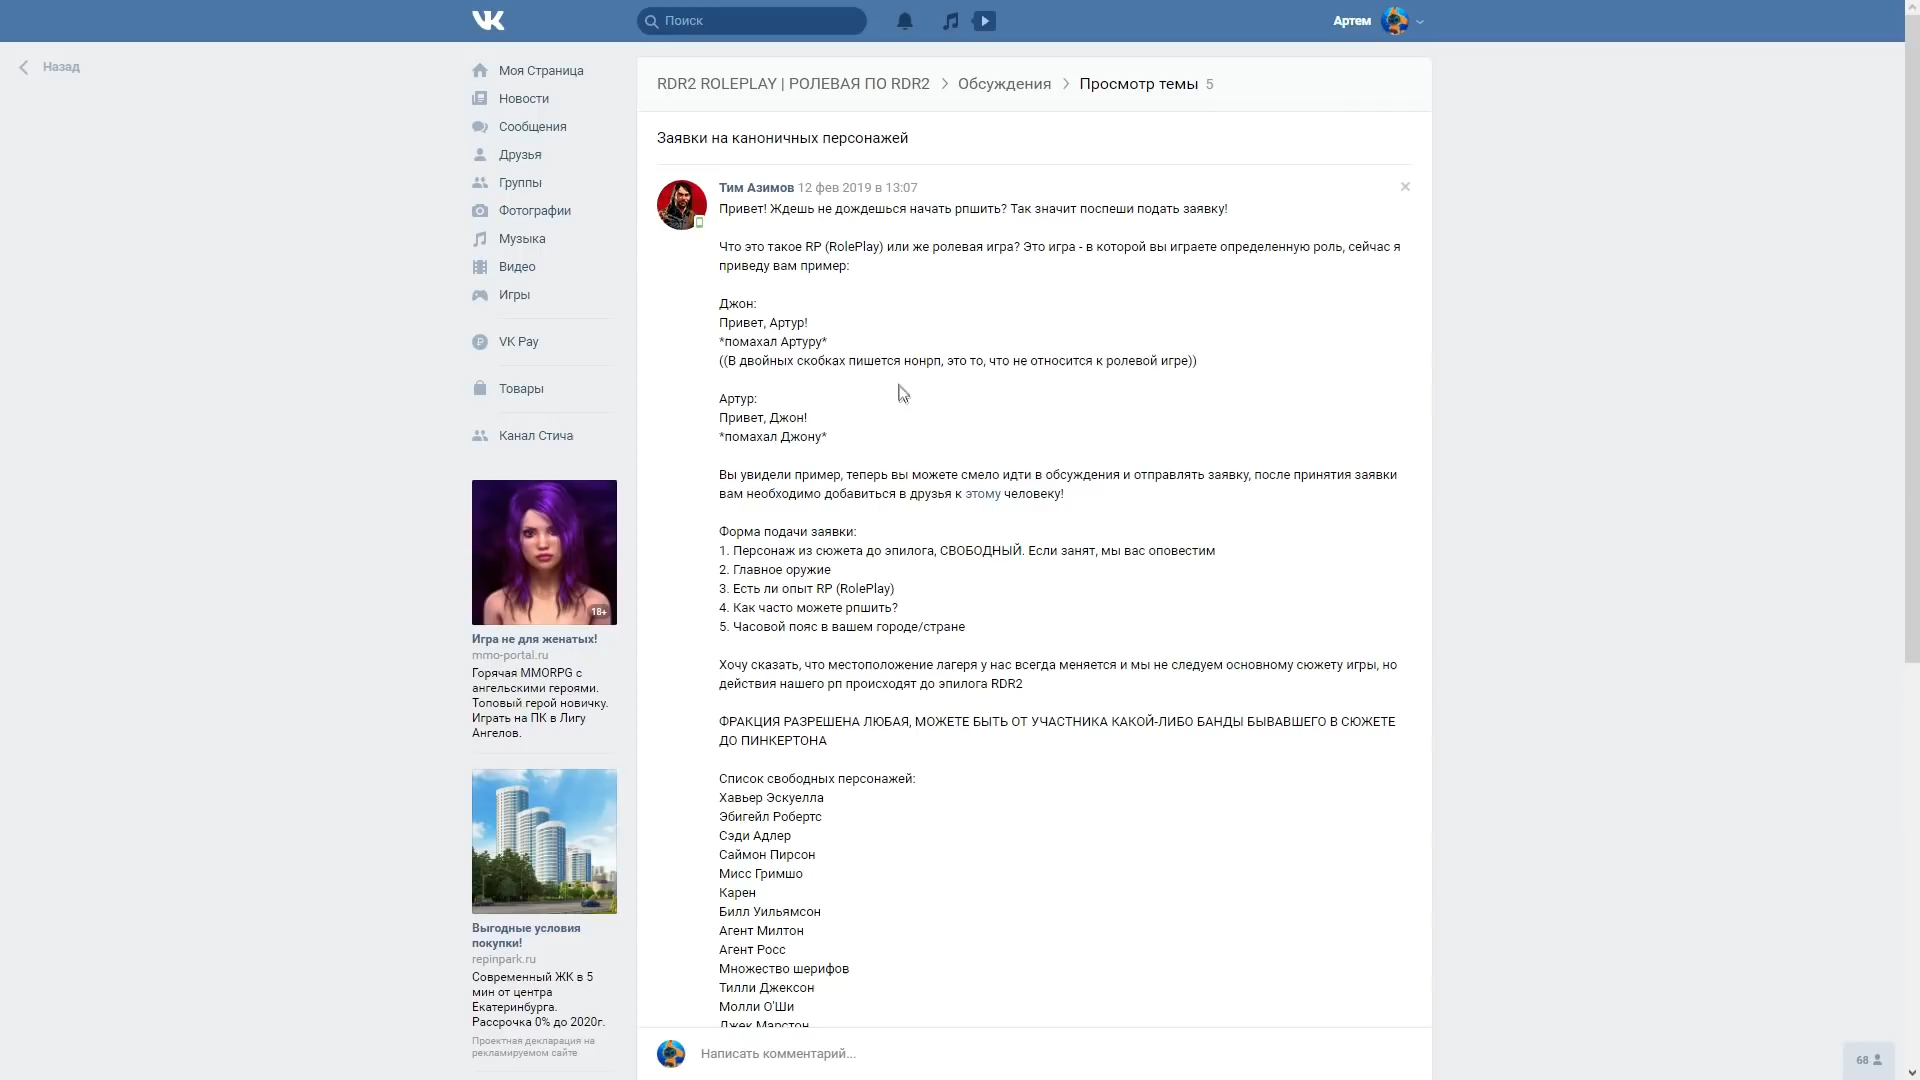 Поиск
Артем
Назад
Моя Страница
Новости
Сообщения
Друзья
Группы
Фотографии
Музыка
Видео
Игры
VK Pay
Товары
Канал Стича
18+
Игра не для женатых!
mmo-portal.ru
Горячая MMORPG с
ангельскими героями.
Топовый герой новичку.
Играть на ПК в Лигу
Ангелов.
Выгодные условия
покупки!
repinpark.ru
Современный ЖК в 5
мин от центра
Екатеринбурга.
Рассрочка 0% до 2020г.
Проектная декларация на
рекламируемом сайте
RDR2 ROLEPLAY | РОЛЕВАЯ ПО RDR2 > Обсуждения > Просмотр темы 5
Заявки на каноничных персонажей
Тим Азимов 12 фев 2019 в 13:07
Привет! Ждешь не дождешься начать рпшить? Так значит поспеши подать заявку!
Что это такое RP (RolePlay) или же ролевая игра? Это игра - в которой вы играете определенную роль, сейчас я
приведу вам пример:
Джон:
Привет, Артур!
*помахал Артуру*
((В двойных скобках пишется нонрп, это то, что не относится к ролевой игре))
Артур:
Привет, Джон!
*помахал Джону*
Вы увидели пример, теперь вы можете смело идти в обсуждения и отправлять заявку, после принятия заявки
вам необходимо добавиться в друзья к этому человеку!
Форма подачи заявки:
1. Персонаж из сюжета до эпилога, СВОБОДНЫЙ. Если занят, мы вас оповестим
2. Главное оружие
3. Есть ли опыт RP (RolePlay)
4. Как часто можете рпшить?
5. Часовой пояс в вашем городе/стране
Хочу сказать, что местоположение лагеря у нас всегда меняется и мы не следуем основному сюжету игры, но
действия нашего рп происходят до эпилога RDR2
ФРАКЦИЯ РАЗРЕШЕНА ЛЮБАЯ, МОЖЕТЕ БЫТЬ ОТ УЧАСТНИКА КАКОЙ-ЛИБО БАНДЫ БЫВАВШЕГО В СЮЖЕТЕ
ДО ПИНКЕРТОНА
Список свободных персонажей:
Хавьер Эскуелла
Эбигейл Робертс
Сэди Адлер
Саймон Пирсон
Мисс Гримшо
Карен
Билл Уильямсон
Агент Милтон
Агент Росс
Множество шерифов
Тилли Джексон
Молли О'Ши
Джек Марстон
Написать комментарий...
68